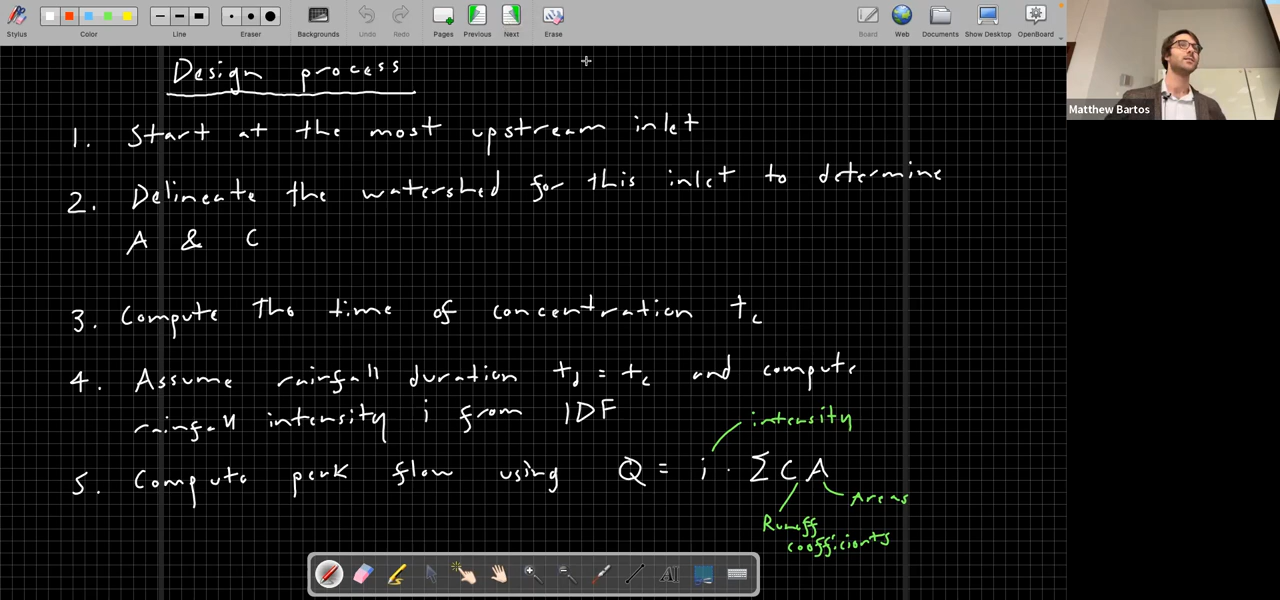 Stylus
Color
Line
Eraser
Backgrounds
Undo
Redo
Pages
Previous
Next
Erase
Board
Web
Documents
Show Desktop
OpenBoard
Matthew Bartos
Design process
1. Start at the most upstream inlet
2. Delineate the watershed for this inlet to determine
A & C
3. Compute the time of concentration tc
4. Assume rainfall duration td = tc and compute
rainfall intensity i from IDF
intensity
5. Compute peak flow using Q = i · ΣCA
Areas
Runoff
coefficients